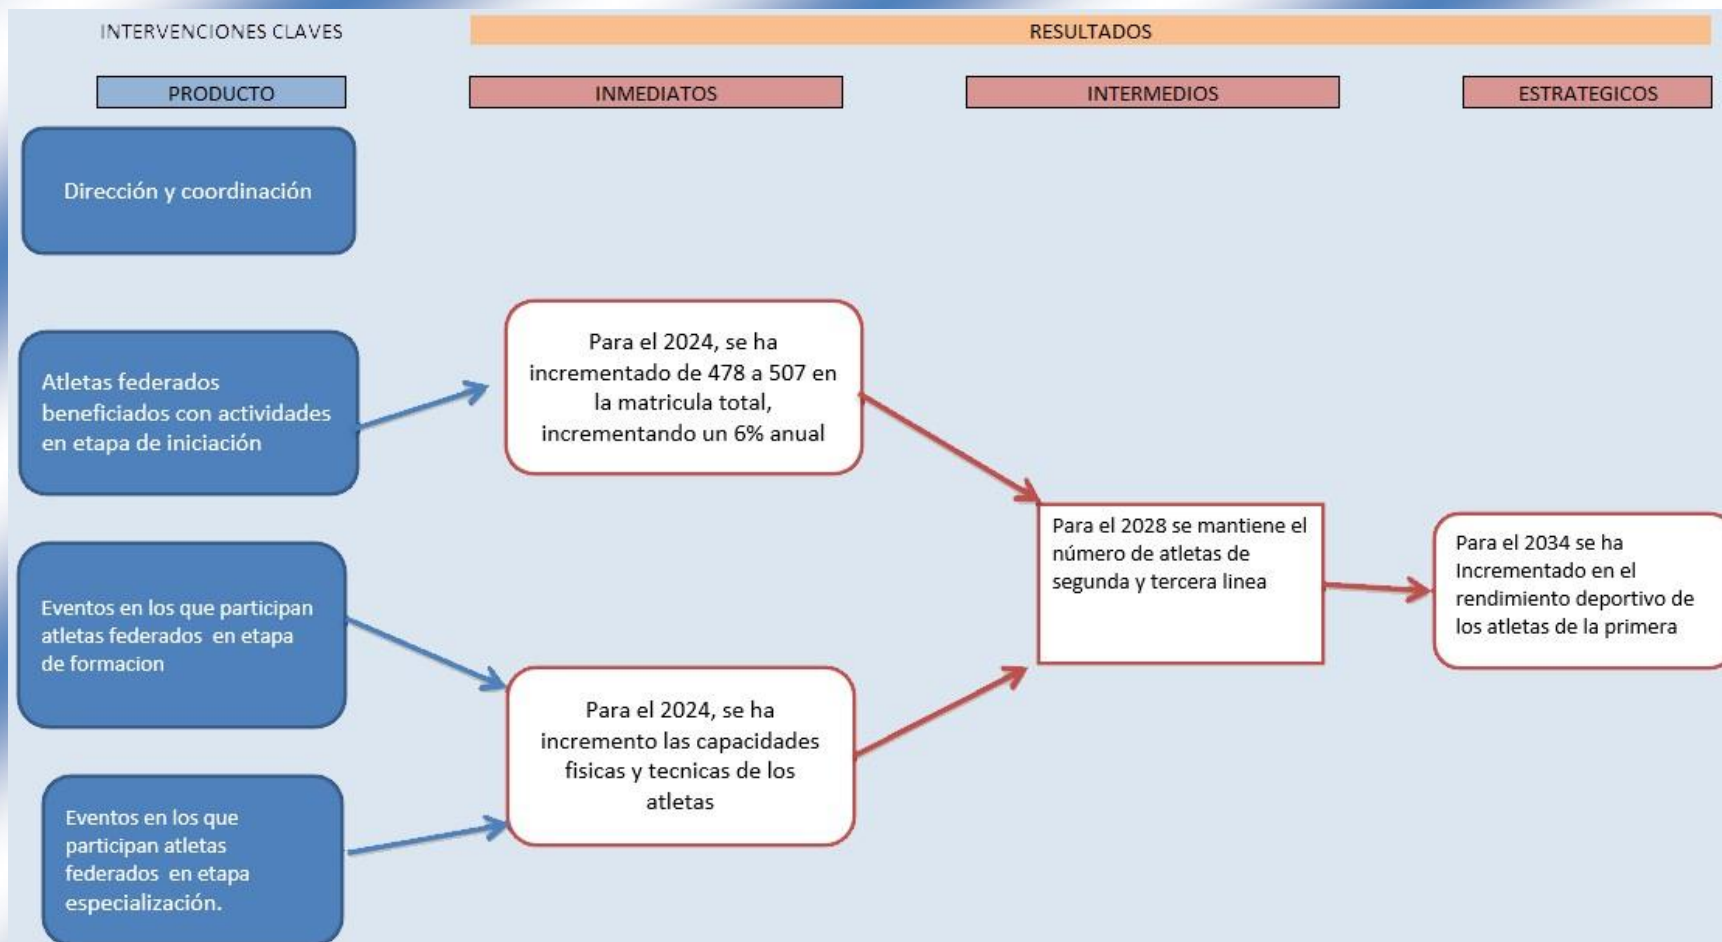 INTERVENCIONES CLAVES
RESULTADOS
PRODUCTO
INMEDIATOS
INTERMEDIOS
ESTRATEGICOS
Dirección y coordinación
Atletas federados
beneficiados con actividades
en etapa de iniciación
Para el 2024, se ha
incrementado de 478 a 507 en
la matricula total,
incrementando un 6% anual
Eventos en los que participan
atletas federados en etapa
de formacion
Para el 2024, se ha
incremento las capacidades
fisicas y tecnicas de los
atletas
Eventos en los que
participan atletas
federados en etapa
especialización.
Para el 2028 se mantiene el
número de atletas de
segunda y tercera linea
Para el 2034 se ha
Incrementado en el
rendimiento deportivo de
los atletas de la primera